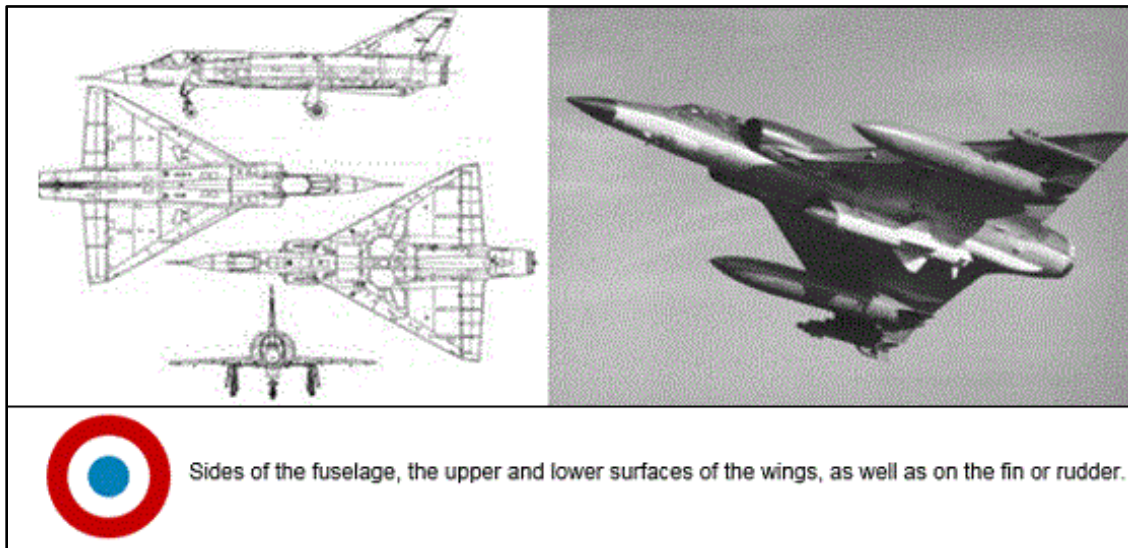 Sides of the fuselage, the upper and lower surfaces of the wings, as well as on the fin or rudder.